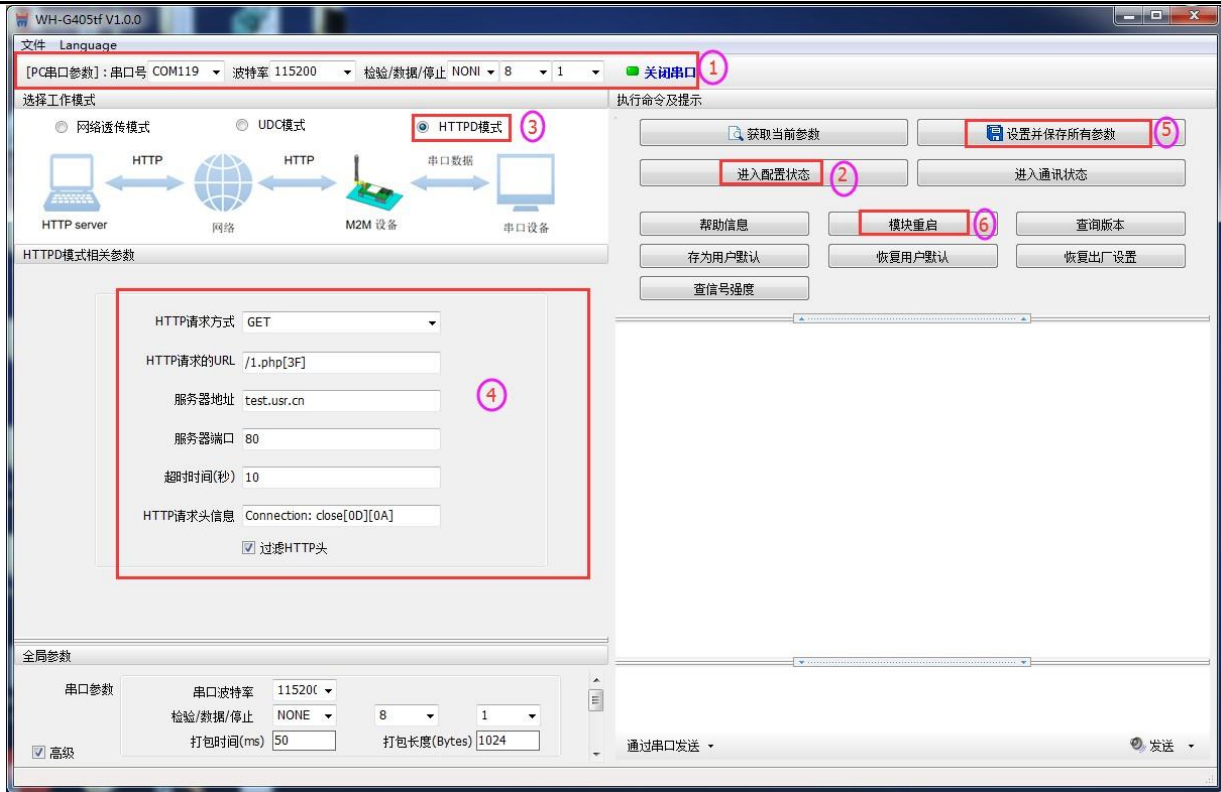 WH-G405tf V1.0.0
文件 Language
[PC串口参数]：串口号 COM119 波特率 115200 检验/数据/停止 NONI 8 1 关闭串口 1
选择工作模式
网络透传模式 UDC模式 HTTPD模式 3
HTTP HTTP 串口数据
HTTP server 网络 M2M 设备 串口设备
HTTPD模式相关参数
HTTP请求方式 GET
HTTP请求的URL /1.php[3F]
服务器地址 test.usr.cn
4
服务器端口 80
超时时间(秒) 10
HTTP请求头信息 Connection: close[0D][0A]
过滤HTTP头
全局参数
串口参数 串口波特率 11520(
检验/数据/停止 NONE 8 1
打包时间(ms) 50 打包长度(Bytes) 1024
高级
执行命令及提示
获取当前参数 设置并保存所有参数 5
进入配置状态 2 进入通讯状态
帮助信息 模块重启 6 查询版本
存为用户默认 恢复用户默认 恢复出厂设置
查信号强度
通过串口发送 发送